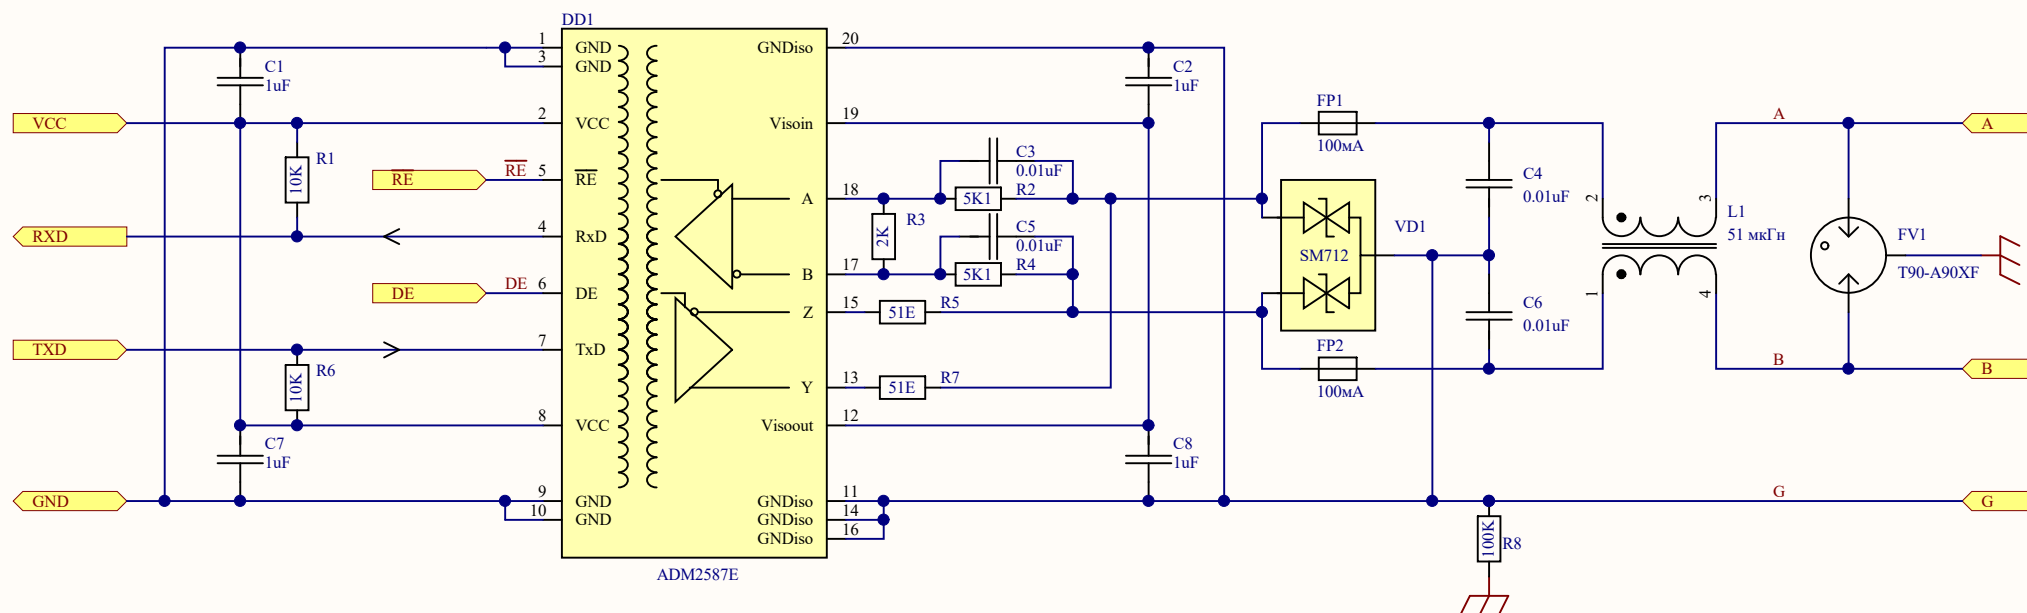 DD1
1 GND GNDiso 20
3 GND
C1 1uF
C2 1uF
VCC 2 VCC Visoin 19
FP1
100мА
A A
R1 10K
RE RE 5 RE
C3
0.01uF
18 A R2 5K1
RXD 4 RxD
R3 2K
C5
0.01uF
17 B R4 5K1
DE DE 6 DE
15 Z 51E R5
SM712 VD1
C4
0.01uF
C6
0.01uF
2 3
1 4
L1
51 мкГн
FV1
T90-A90XF
TXD 7 TxD
R6 10K
13 Y 51E R7
FP2
100мА
B B
8 VCC Visoout 12
C7 1uF
C8 1uF
GND 9 GND GNDiso 11
G G
10 GND GNDiso 14
GNDiso 16
100K R8
ADM2587E